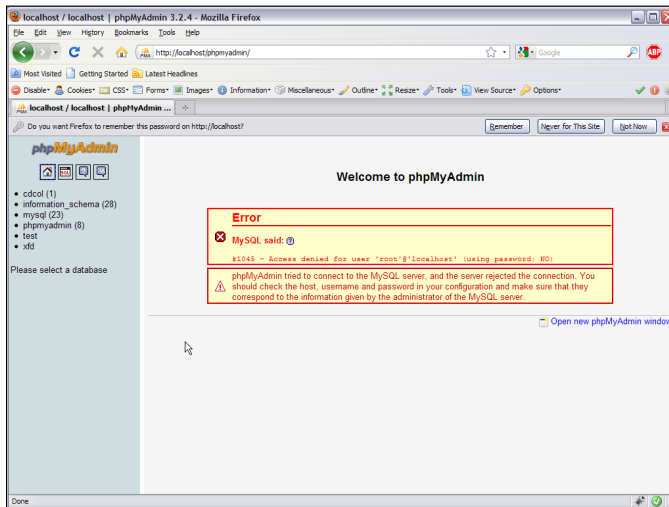 localhost / localhost | phpMyAdmin 3.2.4 - Mozilla Firefox
File Edit View History Bookmarks Tools Help
http://localhost/phpmyadmin/
Google
ABP
Most Visited Getting Started Latest Headlines
Disable Cookies CSS Forms Images Information Miscellaneous Outline Resize Tools View Source Options
localhost / localhost | phpMyAdmin ...
Do you want Firefox to remember this password on http://localhost?
Remember Never for This Site Not Now
phpMyAdmin
SQL
Welcome to phpMyAdmin
cdcol (1)
information_schema (28)
mysql (23)
phpmyadmin (8)
test
xfd
Please select a database
Error
MySQL said:
#1045 - Access denied for user 'root'@'localhost' (using password: NO)
phpMyAdmin tried to connect to the MySQL server, and the server rejected the connection. You
should check the host, username and password in your configuration and make sure that they
correspond to the information given by the administrator of the MySQL server.
Open new phpMyAdmin window
Done